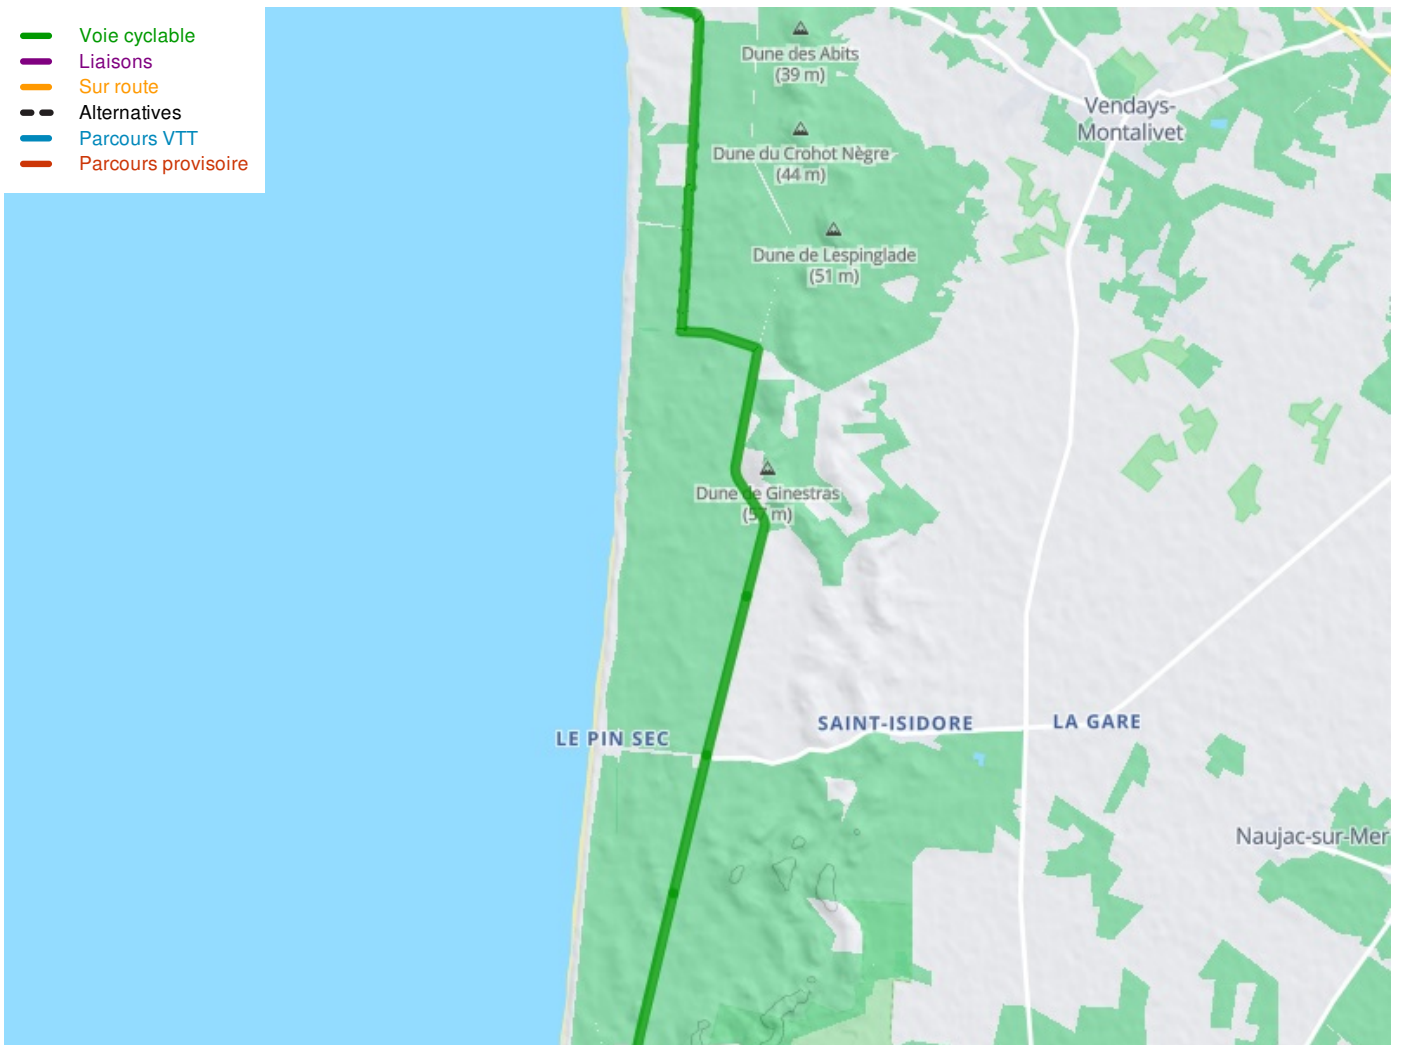 Voie cyclable
Liaisons
Sur route
Alternatives
Parcours VTT
Parcours provisoire
Dune des Abits
(39 m)
Vendays-
Montalivet
Dune du Crohot Nègre
(44 m)
Dune de Lespinglade
(51 m)
Dune de Ginestras
(57 m)
LE PIN SEC
SAINT-ISIDORE
LA GARE
Naujac-sur-Mer